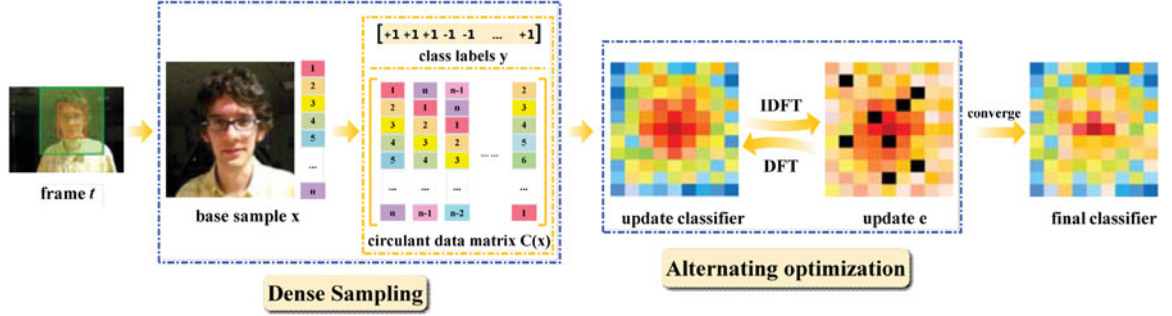 [+1 +1 +1 -1 -1 ... +1]
class labels y
1
2
3
4
5
...
n
1 n n-1 2
2 1 n 3
3 2 1 4
4 3 2 5
5 4 3 ... ... 6
... ... ... ...
n n-1 n-2 1
frame t
base sample x
circulant data matrix C(x)
Dense Sampling
IDFT
DFT
update classifier
update e
Alternating optimization
converge
final classifier